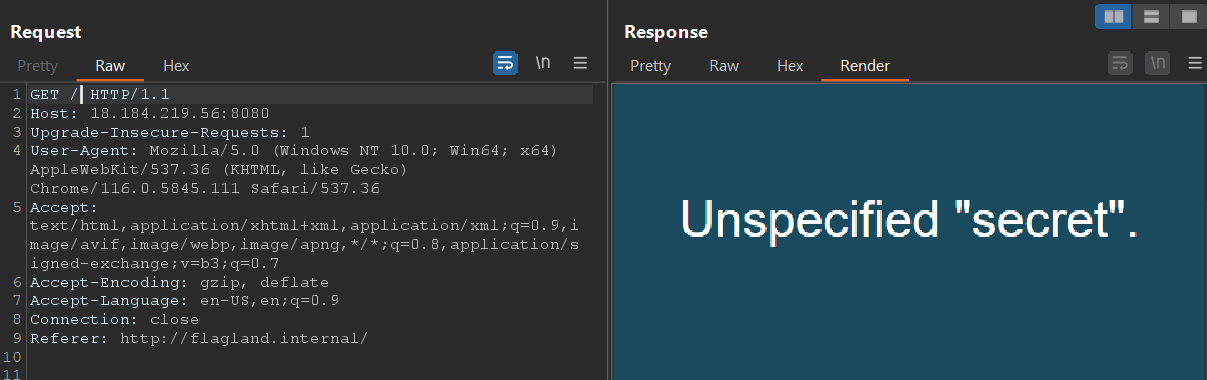 Request
Pretty Raw Hex
\n
1 GET / HTTP/1.1
2 Host: 18.184.219.56:8080
3 Upgrade-Insecure-Requests: 1
4 User-Agent: Mozilla/5.0 (Windows NT 10.0; Win64; x64)
AppleWebKit/537.36 (KHTML, like Gecko)
Chrome/116.0.5845.111 Safari/537.36
5 Accept:
text/html,application/xhtml+xml,application/xml;q=0.9,i
mage/avif,image/webp,image/apng,*/*;q=0.8,application/s
igned-exchange;v=b3;q=0.7
6 Accept-Encoding: gzip, deflate
7 Accept-Language: en-US,en;q=0.9
8 Connection: close
9 Referer: http://flagland.internal/
10
11
Response
Pretty Raw Hex Render
\n
Unspecified "secret".